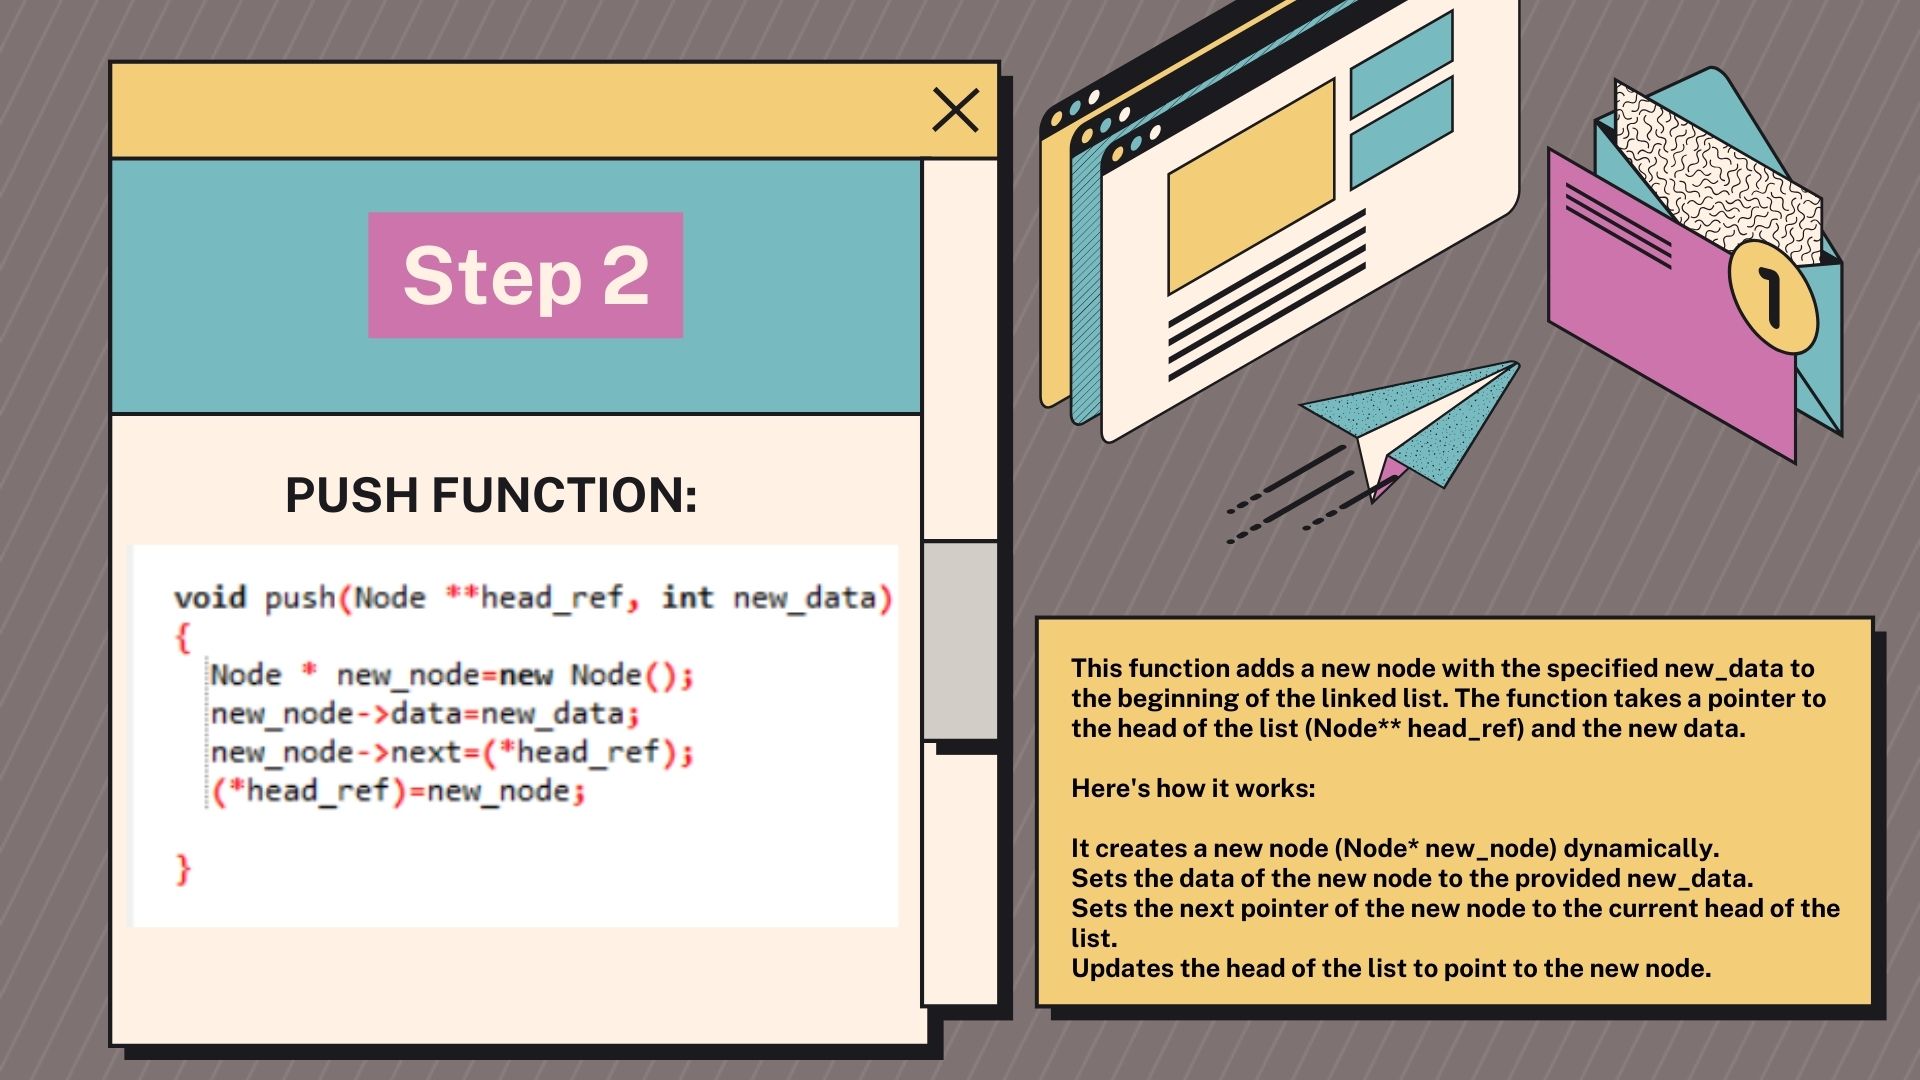 Step 2
PUSH FUNCTION:
void push(Node **head_ref, int new_data)
{
Node * new_node=new Node();
new_node->data=new_data;
new_node->next=(*head_ref);
(*head_ref)=new_node;
}
1
This function adds a new node with the specified new_data to
the beginning of the linked list. The function takes a pointer to
the head of the list (Node** head_ref) and the new data.
Here's how it works:
It creates a new node (Node* new_node) dynamically.
Sets the data of the new node to the provided new_data.
Sets the next pointer of the new node to the current head of the
list.
Updates the head of the list to point to the new node.